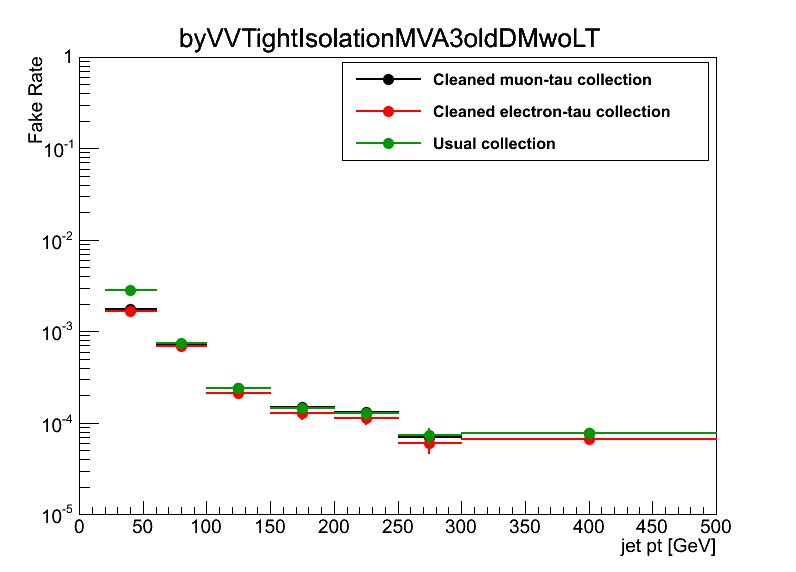 byVVTightIsolationMVA3oldDMwoLT
Fake Rate
1
10^-1
10^-2
10^-3
10^-4
10^-5
Cleaned muon-tau collection
Cleaned electron-tau collection
Usual collection
0 50 100 150 200 250 300 350 400 450 500
jet pt [GeV]